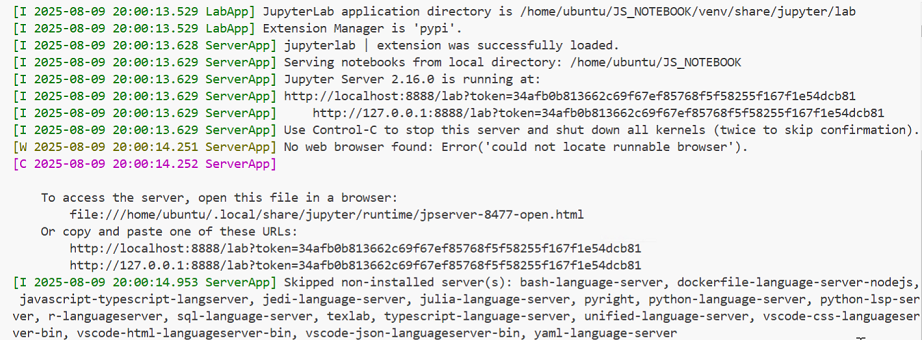 [I 2025-08-09 20:00:13.529 LabApp] JupyterLab application directory is /home/ubuntu/JS_NOTEBOOK/venv/share/jupyter/lab
[I 2025-08-09 20:00:13.529 LabApp] Extension Manager is 'pypi'.
[I 2025-08-09 20:00:13.628 ServerApp] jupyterlab | extension was successfully loaded.
[I 2025-08-09 20:00:13.629 ServerApp] Serving notebooks from local directory: /home/ubuntu/JS_NOTEBOOK
[I 2025-08-09 20:00:13.629 ServerApp] Jupyter Server 2.16.0 is running at:
[I 2025-08-09 20:00:13.629 ServerApp] http://localhost:8888/lab?token=34afb0b813662c69f67ef85768f5f58255f167f1e54dcb81
[I 2025-08-09 20:00:13.629 ServerApp]     http://127.0.0.1:8888/lab?token=34afb0b813662c69f67ef85768f5f58255f167f1e54dcb81
[I 2025-08-09 20:00:13.629 ServerApp] Use Control-C to stop this server and shut down all kernels (twice to skip confirmation).
[W 2025-08-09 20:00:14.251 ServerApp] No web browser found: Error('could not locate runnable browser').
[C 2025-08-09 20:00:14.252 ServerApp]
To access the server, open this file in a browser:
file:///home/ubuntu/.local/share/jupyter/runtime/jpserver-8477-open.html
Or copy and paste one of these URLs:
http://localhost:8888/lab?token=34afb0b813662c69f67ef85768f5f58255f167f1e54dcb81
http://127.0.0.1:8888/lab?token=34afb0b813662c69f67ef85768f5f58255f167f1e54dcb81
[I 2025-08-09 20:00:14.953 ServerApp] Skipped non-installed server(s): bash-language-server, dockerfile-language-server-nodejs,
javascript-typescript-langserver, jedi-language-server, julia-language-server, pyright, python-language-server, python-lsp-ser
ver, r-languageserver, sql-language-server, texlab, typescript-language-server, unified-language-server, vscode-css-languageser
ver-bin, vscode-html-languageserver-bin, vscode-json-languageserver-bin, yaml-language-server